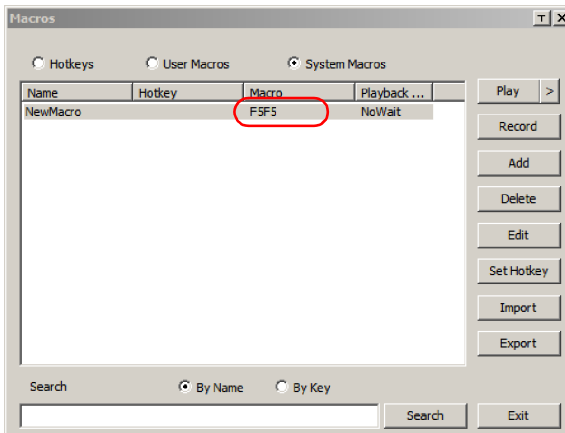 Macros T X
Hotkeys User Macros System Macros
Name Hotkey Macro Playback ...
NewMacro F5F5 NoWait
Play >
Record
Add
Delete
Edit
Set Hotkey
Import
Export
Search By Name By Key
Search Exit